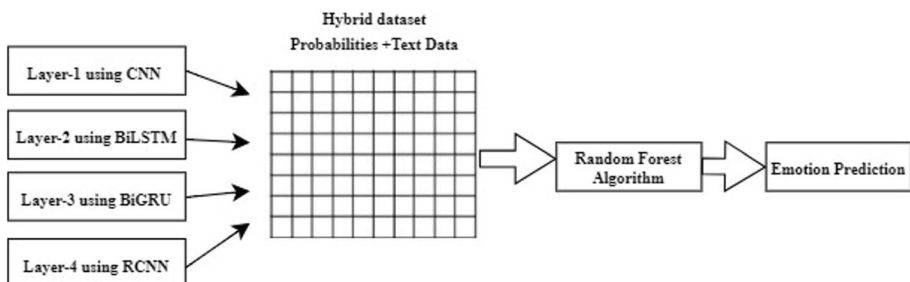 Hybrid dataset
Probabilities +Text Data
Layer-1 using CNN
Layer-2 using BiLSTM
Layer-3 using BiGRU
Layer-4 using RCNN
Random Forest
Algorithm
Emotion Prediction